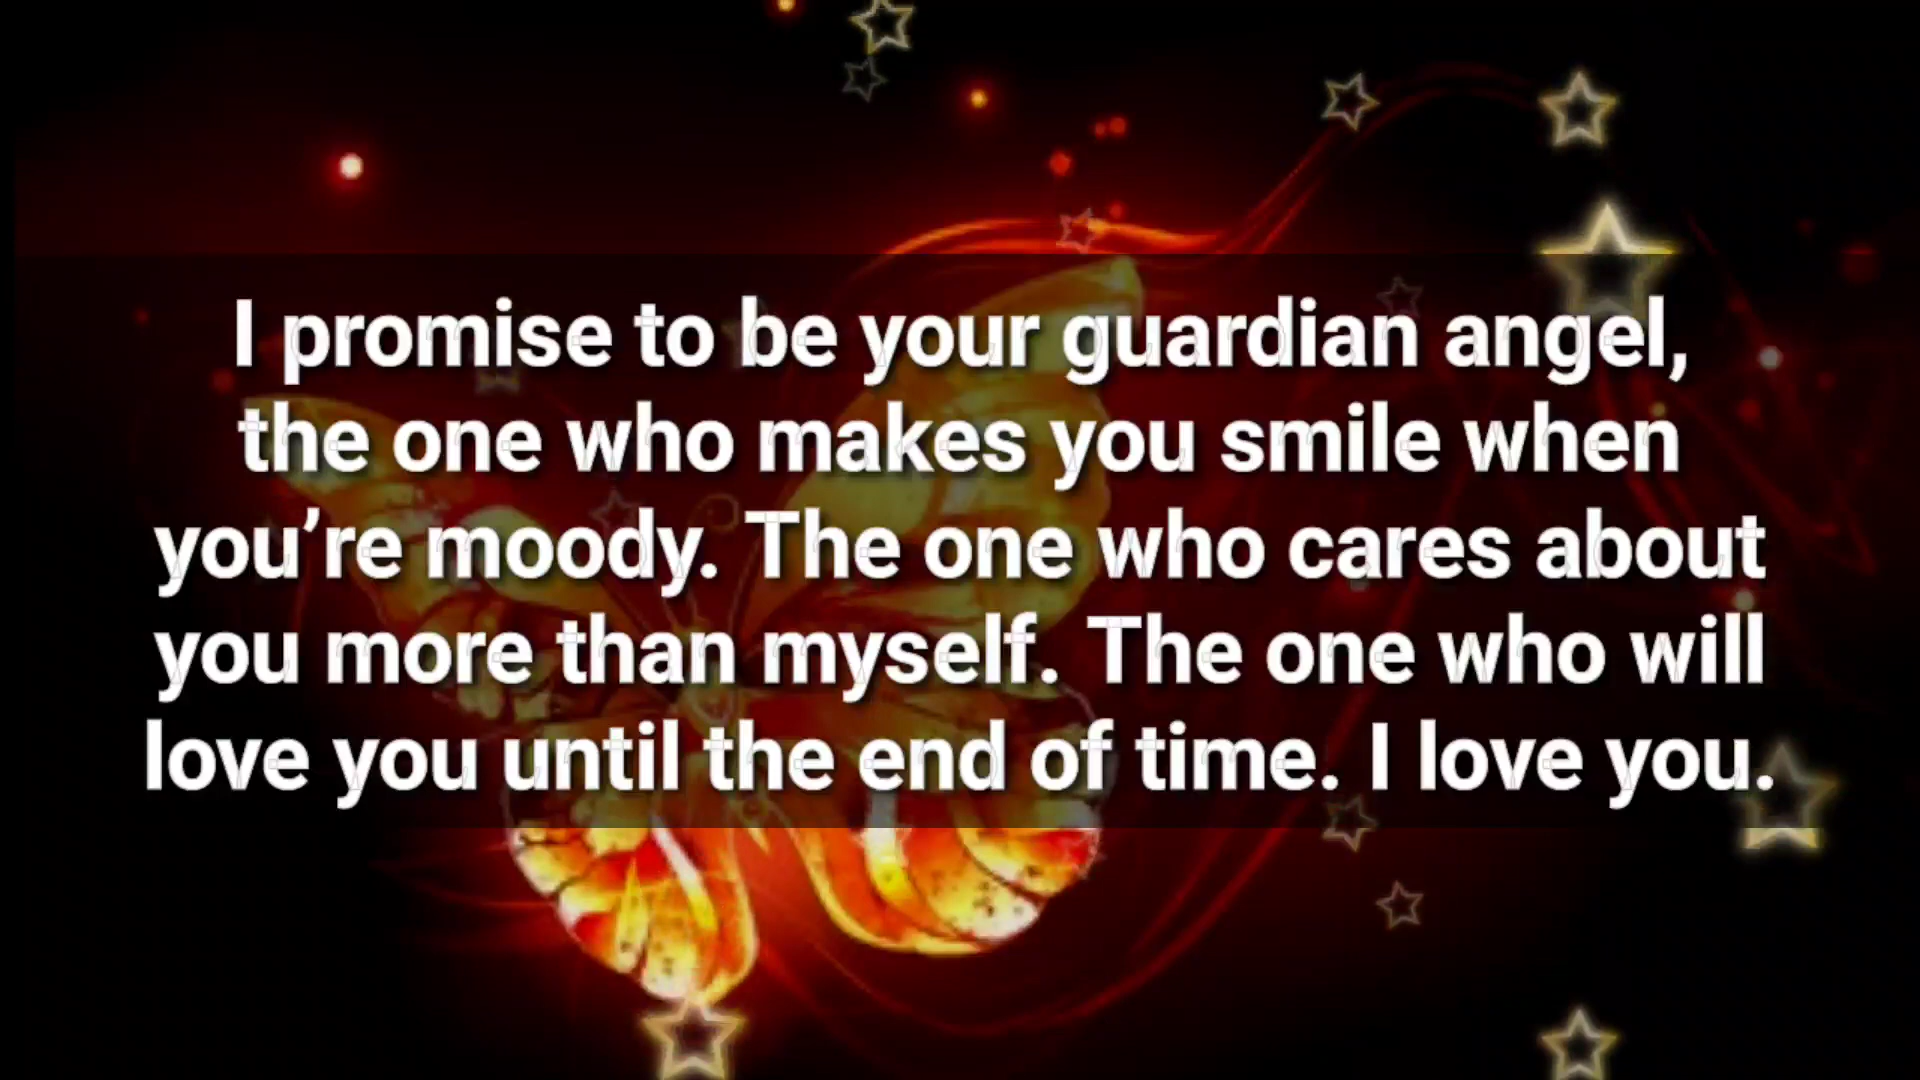 I promise to be your guardian angel,
the one who makes you smile when
you’re moody. The one who cares about
you more than myself. The one who will
love you until the end of time. I love you.